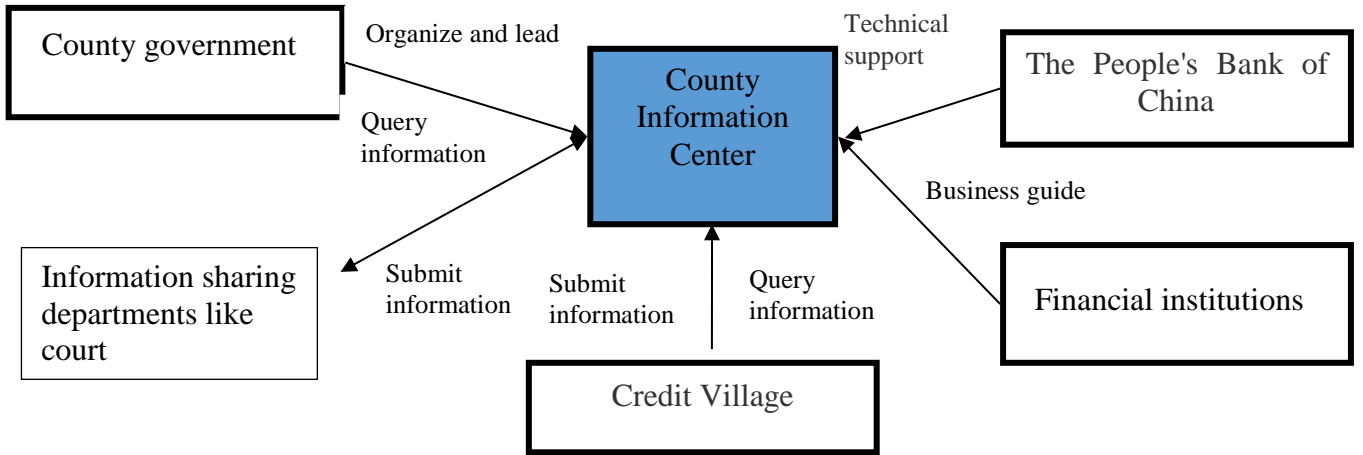 County government
Organize and lead
Technical
support
County
Information
Center
The People's Bank of
China
Query
information
Business guide
Information sharing
departments like
court
Submit
information
Submit
information
Query
information
Financial institutions
Credit Village